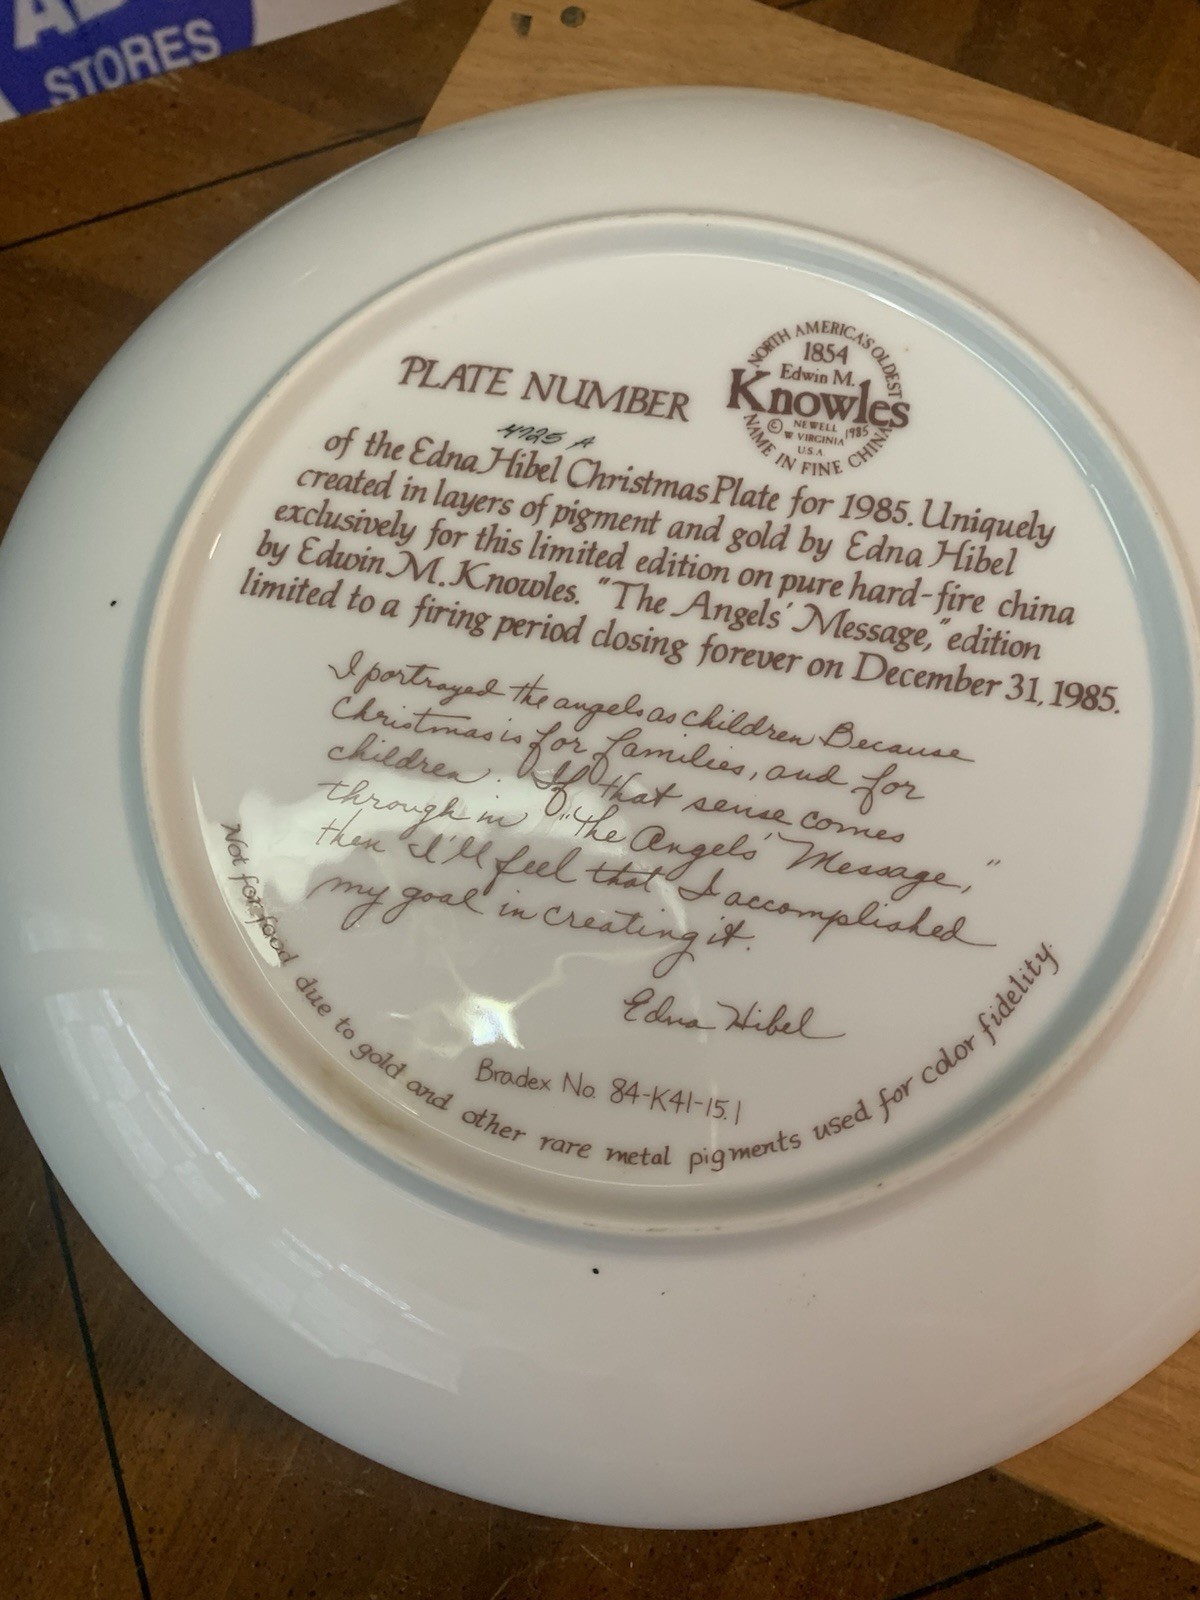 STORES
NORTH AMERICA'S OLDEST
1854
Edwin M.
Knowles
© NEWELL 1985
W VIRGINIA
U.S.A
NAME IN FINE CHINA
PLATE NUMBER
4725 A
of the Edna Hibel Christmas Plate for 1985. Uniquely
created in layers of pigment and gold by Edna Hibel
exclusively for this limited edition on pure hard-fire china
by Edwin M. Knowles. "The Angels' Message," edition
limited to a firing period closing forever on December 31, 1985.
I portrayed the angels as children Because
Christmas is for families, and for
children. If that sense comes
through in "The Angels' Message,"
then I'll feel that I accomplished
my goal in creating it.
Edna Hibel
Bradex No. 84-K41-15.1
Not for food due to gold and other rare metal pigments used for color fidelity.